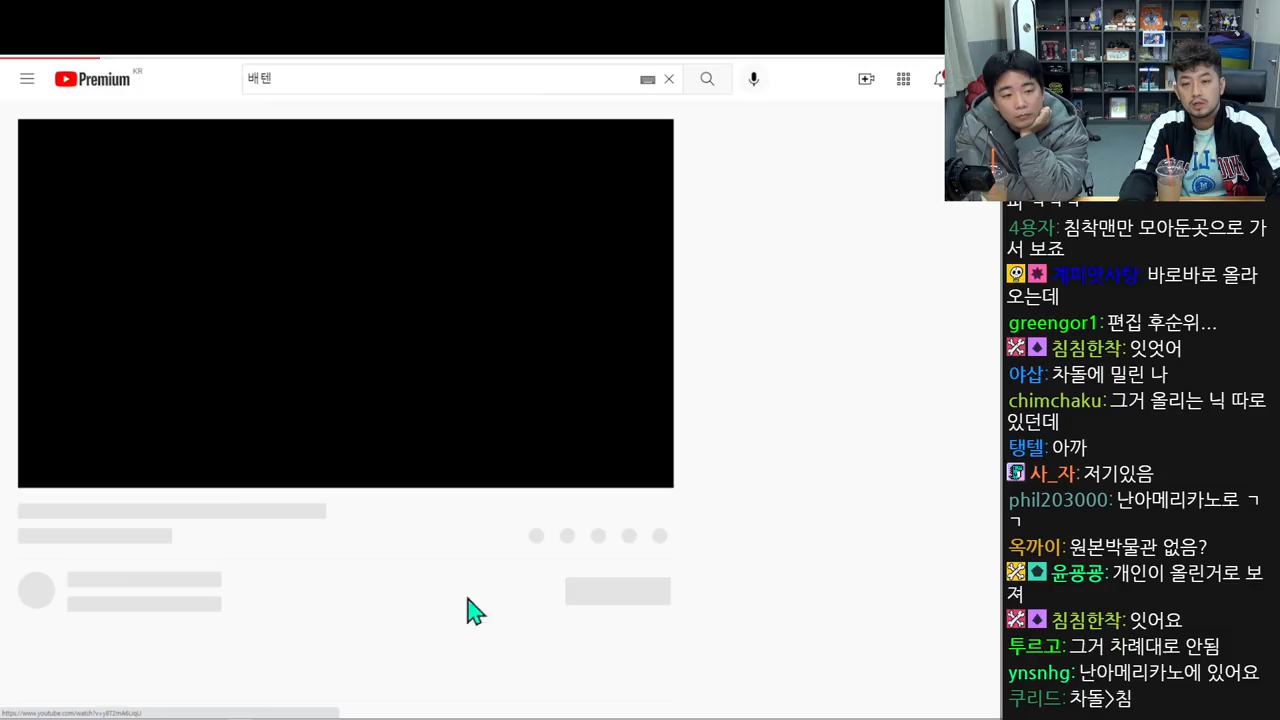 Premium KR
배텐
4용자: 침착맨만 모아둔곳으로 가
서 보죠
계피맛사탕: 바로바로 올라
오는데
greengor1: 편집 후순위...
침침한착: 잇엇어
야삽: 차돌에 밀린 나
chimchaku: 그거 올리는 닉 따로
있던데
탱텔: 아까
사_자: 저기있음
phil203000: 난아메리카노로 ㄱ
ㄱ
옥까이: 원본박물관 없음?
윤공공: 개인이 올린거로 보
져
침침한착: 잇어요
투르고: 그거 차례대로 안됨
ynsnhg: 난아메리카노에 있어요
쿠리드: 차돌>침